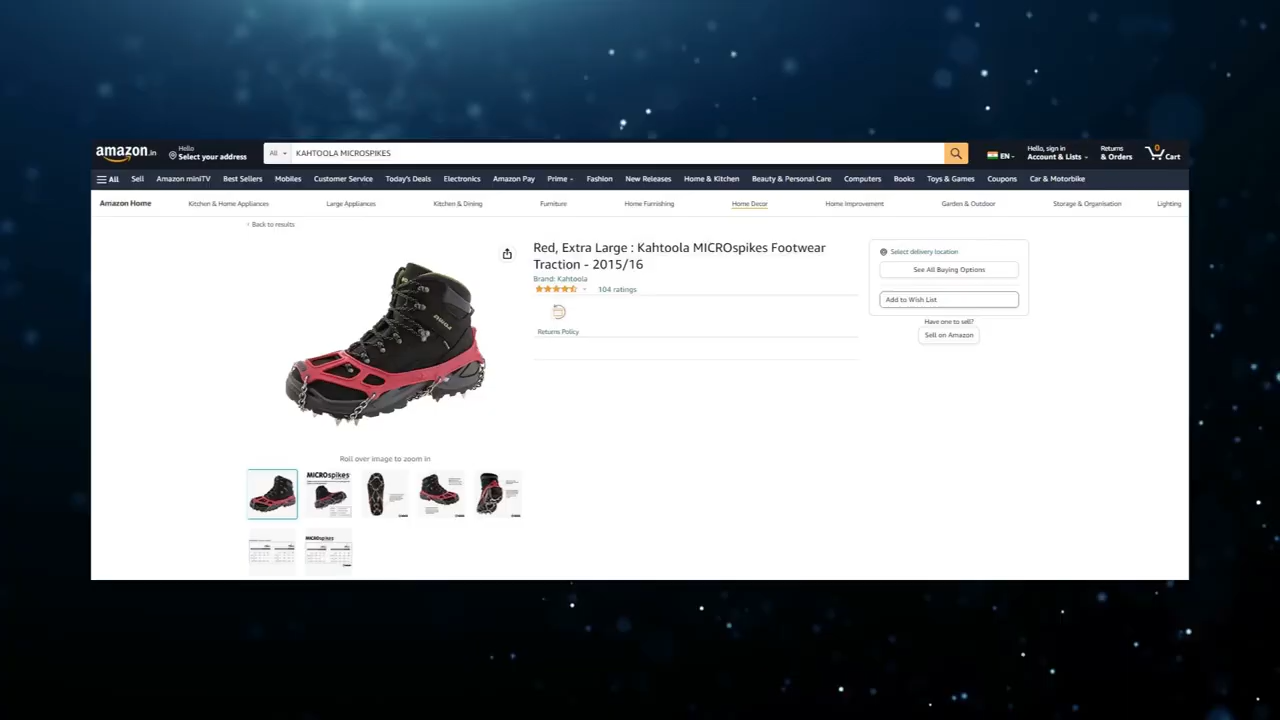 amazon.in
Hello
Select your address
All
KAHTOOLA MICROSPIKES
EN
Hello, sign in
Account & Lists
Returns
& Orders
0
Cart
All Sell Amazon miniTV Best Sellers Mobiles Customer Service Today's Deals Electronics Amazon Pay Prime Fashion New Releases Home & Kitchen Beauty & Personal Care Computers Books Toys & Games Coupons Car & Motorbike
Amazon Home Kitchen & Home Appliances Large Appliances Kitchen & Dining Furniture Home Furnishing Home Decor Home Improvement Garden & Outdoor Storage & Organisation Lighting
‹ Back to results
Red, Extra Large : Kahtoola MICROspikes Footwear
Traction - 2015/16
Brand: Kahtoola
104 ratings
Returns Policy
Select delivery location
See All Buying Options
Add to Wish List
Have one to sell?
Sell on Amazon
Roll over image to zoom in
MICROspikes
MICROspikes